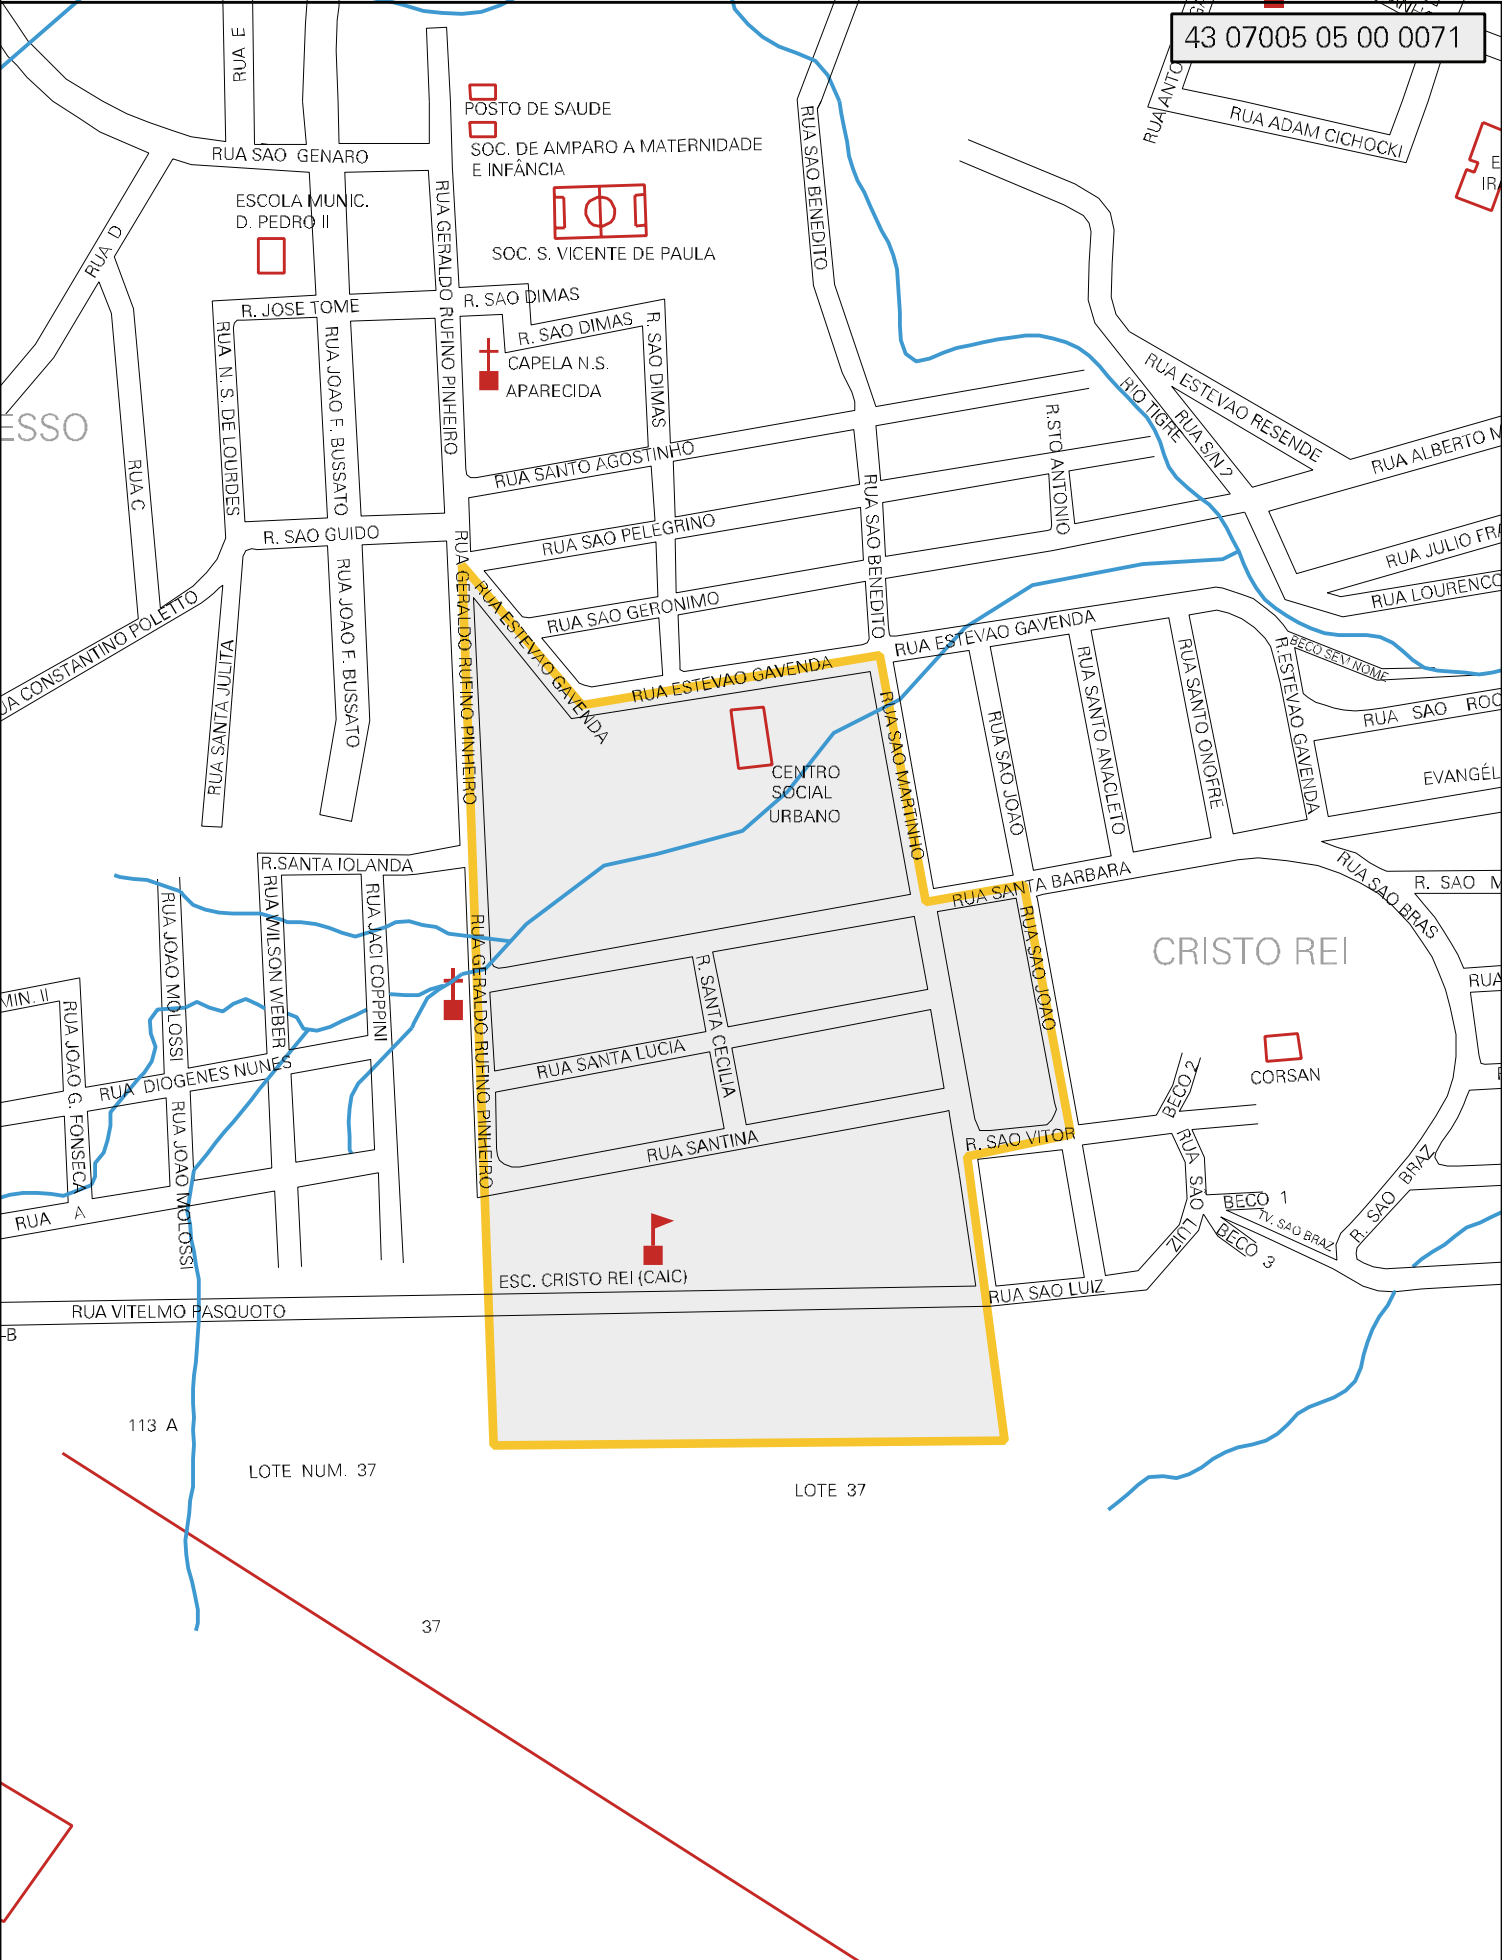 43 07005 05 00 0071
RUA E
POSTO DE SAUDE
RUA ADAM CICHOCKI
SOC. DE AMPARO A MATERNIDADE
E INFÂNCIA
RUA SAO GENARO
RUA SAO BENEDITO
ESCOLA MUNIC.
D. PEDRO II
RUA GERALDO RUFINO PINHEIRO
RUA D
SOC. S. VICENTE DE PAULA
R. JOSE TOME
R. SAO DIMAS
R. SAO DIMAS
R. SAO DIMAS
RUA N. S. DE LOURDES
RUA JOAO F. BUSSATO
CAPELA N.S.
APARECIDA
RUA ESTEVAO RESENDE
RIO TIGRE
RUA S/N 2
RUA ALBERTO M
ESSO
RUA C
R.STO ANTONIO
RUA SANTO AGOSTINHO
RUA SAO BENEDITO
R. SAO GUIDO
RUA SAO PELEGRINO
RUA JULIO FRA
RUA LOURENCO
RUA GERALDO RUFINO PINHEIRO
RUA JOAO F. BUSSATO
RUA ESTEVAO GAVENDA
RUA SAO GERONIMO
UA CONSTANTINO POLETTO
RUA SANTA JULITA
RUA ESTEVAO GAVENDA
RUA ESTEVAO GAVENDA
BECO SEM NOME
R.ESTEVAO GAVENDA
RUA SAO ROQ
RUA SAO MARTINHO
RUA SAO JOAO
RUA SANTO ANACLETO
RUA SANTO ONOFRE
CENTRO
SOCIAL
URBANO
EVANGÉL
R.SANTA IOLANDA
RUA SANTA BARBARA
RUA SAO BRAS
R. SAO M
RUA JOAO MOLOSSI
RUA WILSON WEBER
RUA JACI COPPPINI
RUA GERALDO RUFINO PINHEIRO
R. SANTA CECILIA
RUA SAO JOAO
CRISTO REI
RUA
MIN. II
RUA JOAO G. FONSECA
RUA DIOGENES NUNES
RUA SANTA LUCIA
CORSAN
BECO 2
RUA JOAO MOLOSSI
RUA SANTINA
R. SAO VITOR
RUA SAO LUIZ
R. SAO BRAZ
BECO 1
TV. SAO BRAZ
BECO 3
RUA A
ESC. CRISTO REI (CAIC)
RUA SAO LUIZ
RUA VITELMO PASQUOTO
-B
113 A
LOTE NUM. 37
LOTE 37
37